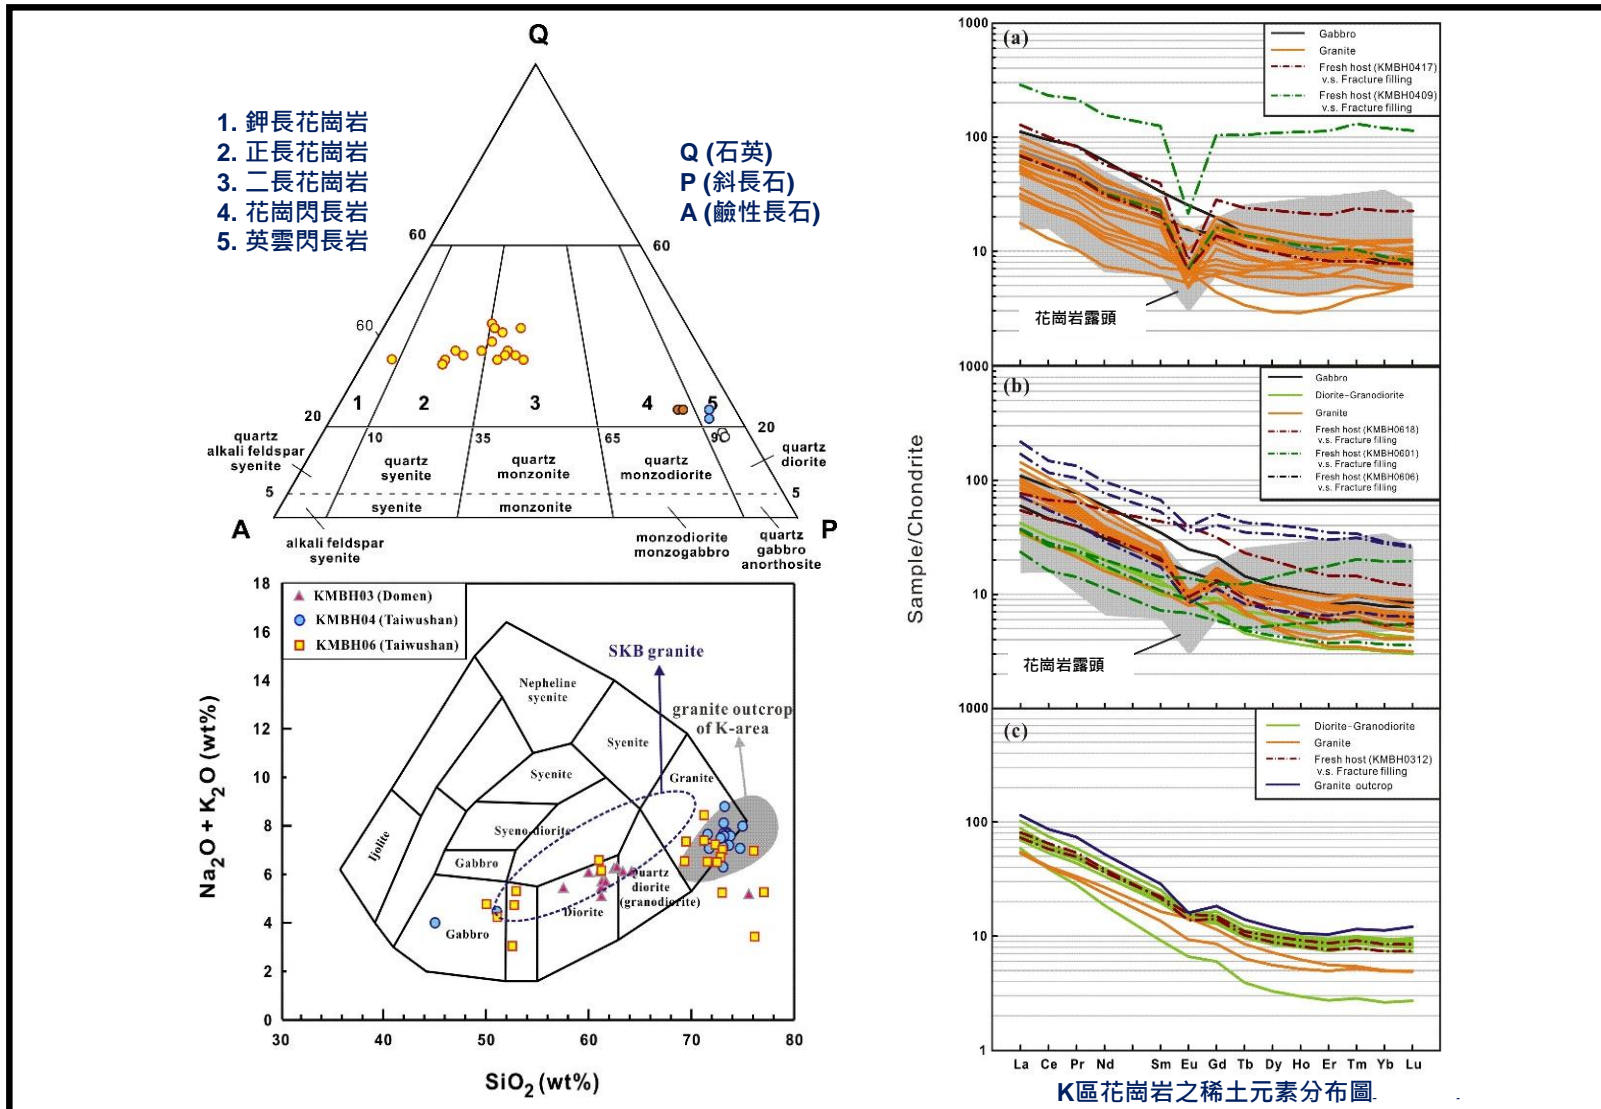 Q
1. 鉀長花崗岩
2. 正長花崗岩
3. 二長花崗岩
4. 花崗閃長岩
5. 英雲閃長岩
Q (石英)
P (斜長石)
A (鹼性長石)
60
60
60
1
2
3
4
5
20
20
10
35
65
90
quartz
alkali feldspar
syenite
quartz
syenite
quartz
monzonite
quartz
monzodiorite
quartz
diorite
5
5
syenite
monzonite
A
P
alkali feldspar
syenite
monzodiorite
monzogabbro
quartz
gabbro
anorthosite
18
16
14
12
10
8
6
4
2
0
30
40
50
60
70
80
Na2O + K2O (wt%)
SiO2 (wt%)
KMBH03 (Domen)
KMBH04 (Taiwushan)
KMBH06 (Taiwushan)
SKB granite
granite outcrop
of K-area
Nepheline
syenite
Syenite
Syenite
Granite
Ijolite
Syeno-diorite
Gabbro
Gabbro
Diorite
Quartz
diorite
(granodiorite)
Sample/Chondrite
1000
100
10
(a)
Gabbro
Granite
Fresh host (KMBH0417)
v.s. Fracture filling
Fresh host (KMBH0409)
v.s. Fracture filling
花崗岩露頭
1000
100
10
(b)
Gabbro
Diorite-Granodiorite
Granite
Fresh host (KMBH0618)
v.s. Fracture filling
Fresh host (KMBH0601)
v.s. Fracture filling
Fresh host (KMBH0606)
v.s. Fracture filling
花崗岩露頭
1000
100
10
1
(c)
Diorite-Granodiorite
Granite
Fresh host (KMBH0312)
v.s. Fracture filling
Granite outcrop
La Ce Pr Nd Sm Eu Gd Tb Dy Ho Er Tm Yb Lu
K區花崗岩之稀土元素分布圖